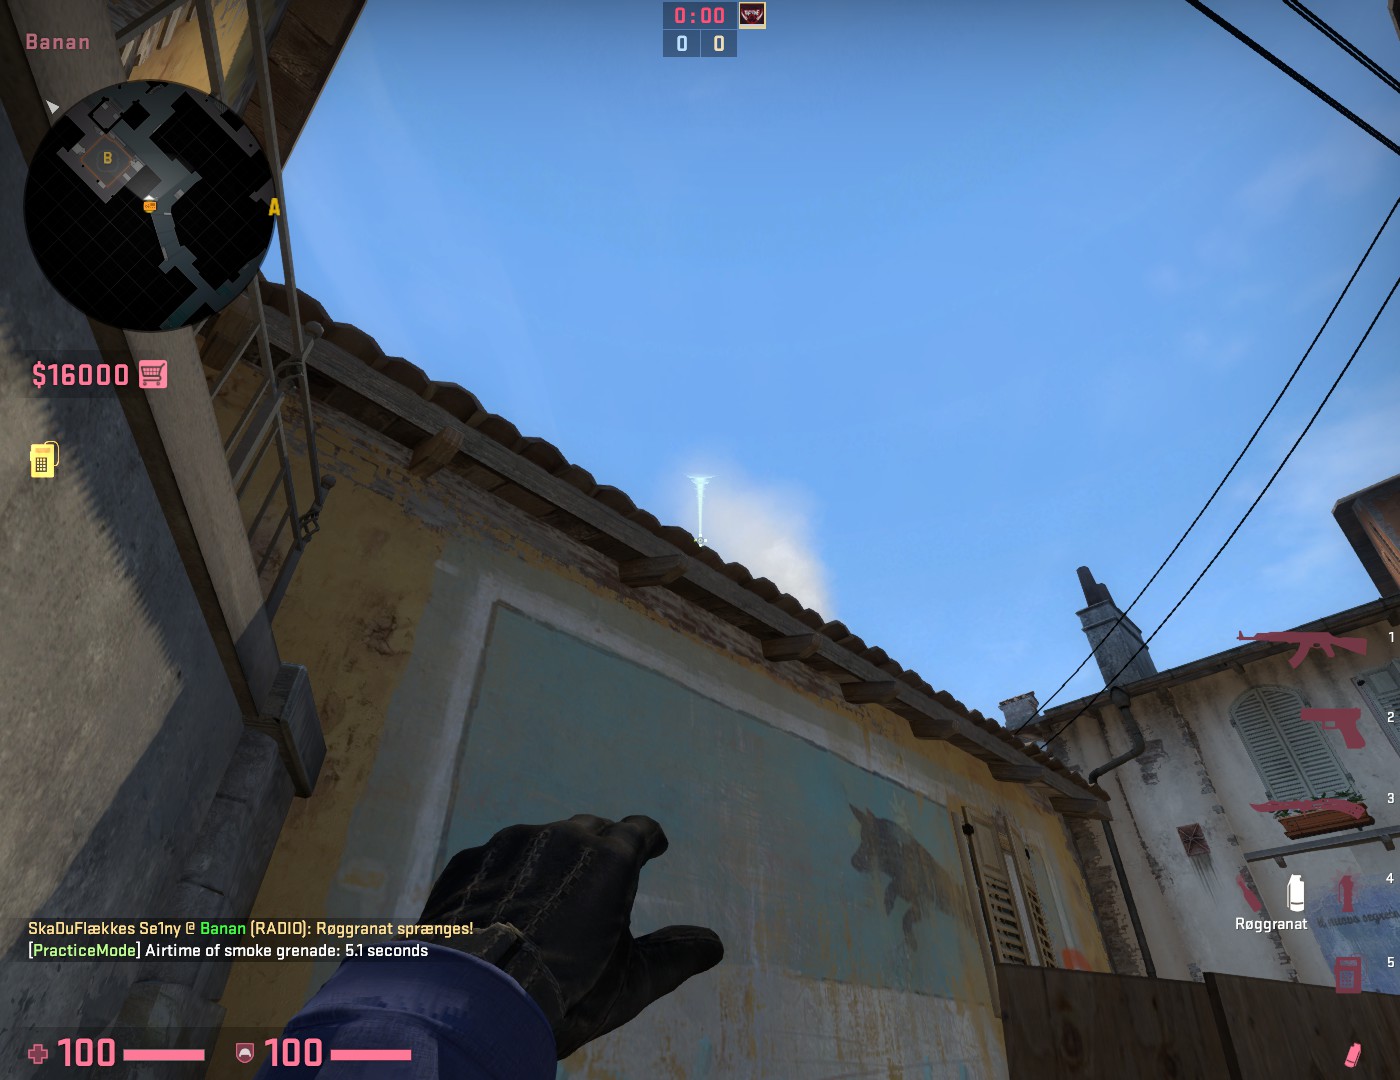 Banan
0:00
0 0
B
A
$16000
1
2
3
4
Røggranat
5
SkaDuFlækkes Se1ny @ Banan (RADIO): Røggranat sprænges!
[PracticeMode] Airtime of smoke grenade: 5.1 seconds
100 100